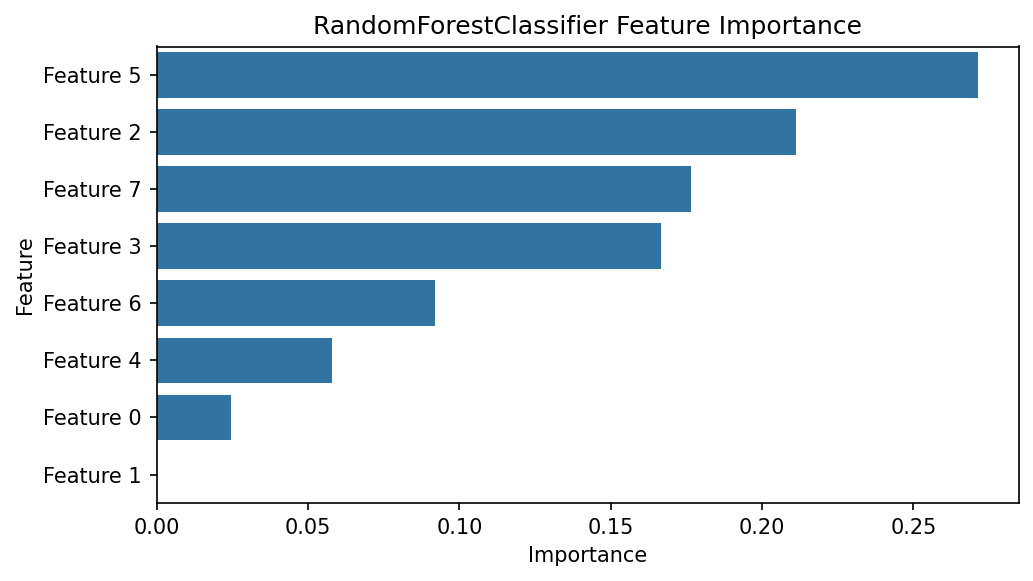 RandomForestClassifier Feature Importance
Feature 5
Feature 2
Feature 7
Feature 3
Feature 6
Feature 4
Feature 0
Feature 1
Feature
0.00 0.05 0.10 0.15 0.20 0.25
Importance